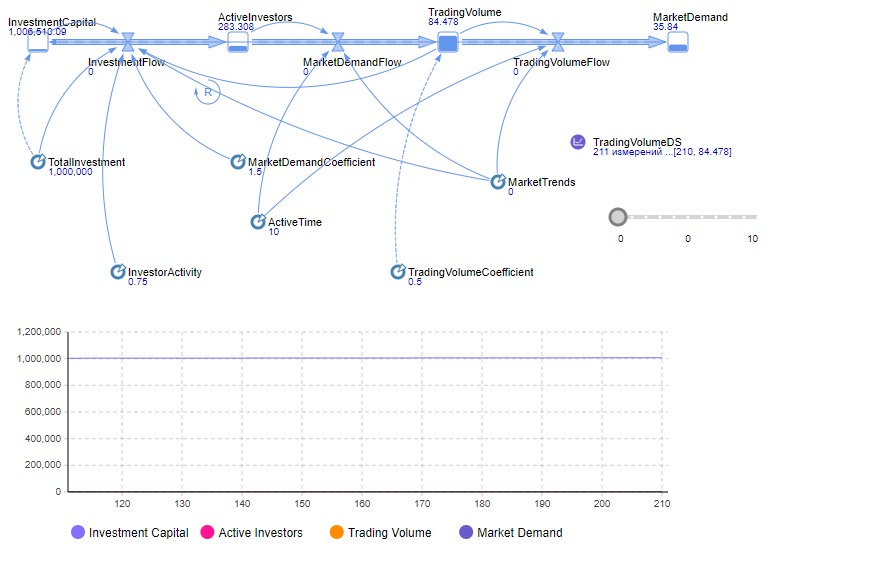 InvestmentCapital
1,006,513.09
ActiveInvestors
283.308
TradingVolume
84.478
MarketDemand
35.84
InvestmentFlow
0
MarketDemandFlow
0
TradingVolumeFlow
0
R
TotalInvestment
1,000,000
MarketDemandCoefficient
1.5
MarketTrends
0
TradingVolumeDS
211 измерений ...[210, 84.478]
ActiveTime
10
0 0 10
InvestorActivity
0.75
TradingVolumeCoefficient
0.5
1,200,000
1,000,000
800,000
600,000
400,000
200,000
0
120 130 140 150 160 170 180 190 200 210
Investment Capital Active Investors Trading Volume Market Demand